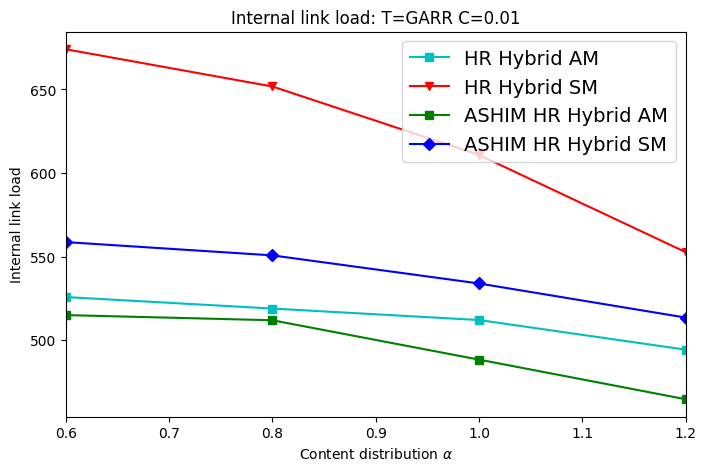 Internal link load: T=GARR C=0.01
HR Hybrid AM
HR Hybrid SM
ASHIM HR Hybrid AM
ASHIM HR Hybrid SM
Internal link load
650
600
550
500
0.6 0.7 0.8 0.9 1.0 1.1 1.2
Content distribution α